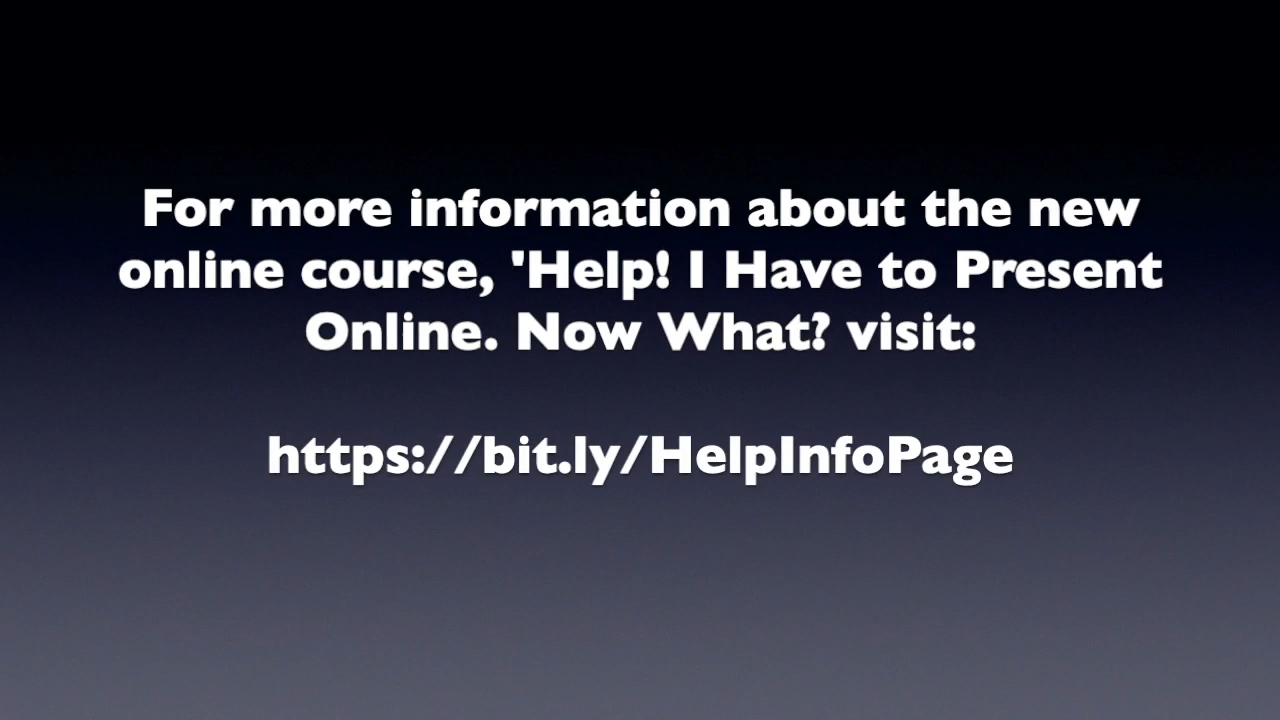 For more information about the new
online course, 'Help! I Have to Present
Online. Now What? visit:
https://bit.ly/HelpInfoPage